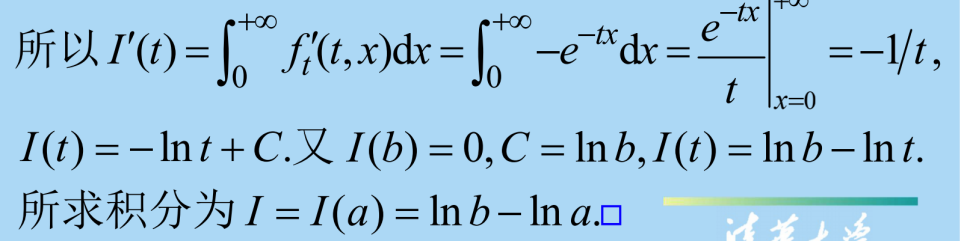 所以 I′(t) = ∫₀^{+∞} f′ₜ(t, x)dx = ∫₀^{+∞} −e^{−tx}dx = e^{−tx}/t |_{x=0}^{+∞} = −1/t,
I(t) = −ln t + C.又 I(b) = 0, C = ln b, I(t) = ln b − ln t.
所求积分为 I = I(a) = ln b − ln a.□